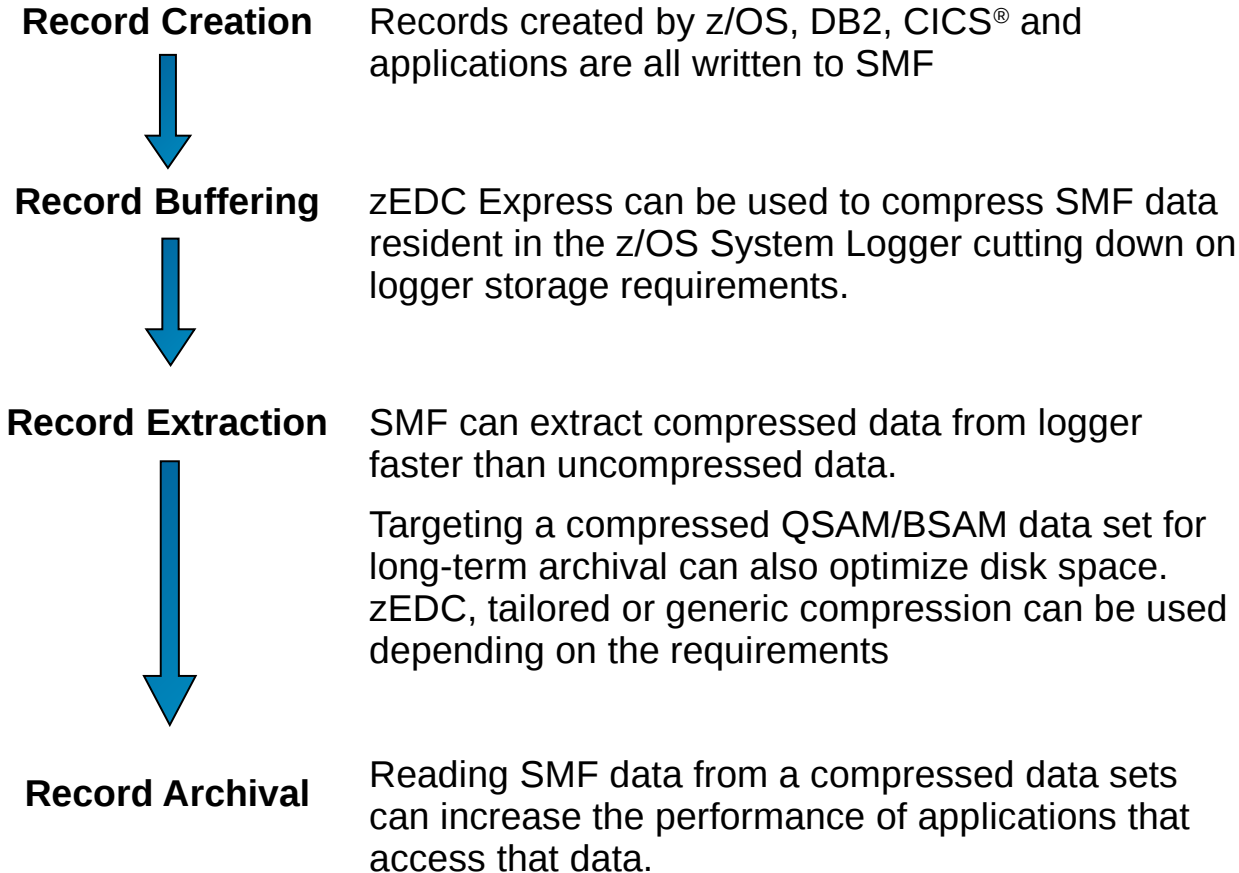 Record Creation
Records created by z/OS, DB2, CICS® and
applications are all written to SMF
Record Buffering
zEDC Express can be used to compress SMF data
resident in the z/OS System Logger cutting down on
logger storage requirements.
Record Extraction
SMF can extract compressed data from logger
faster than uncompressed data.
Targeting a compressed QSAM/BSAM data set for
long-term archival can also optimize disk space.
zEDC, tailored or generic compression can be used
depending on the requirements
Record Archival
Reading SMF data from a compressed data sets
can increase the performance of applications that
access that data.